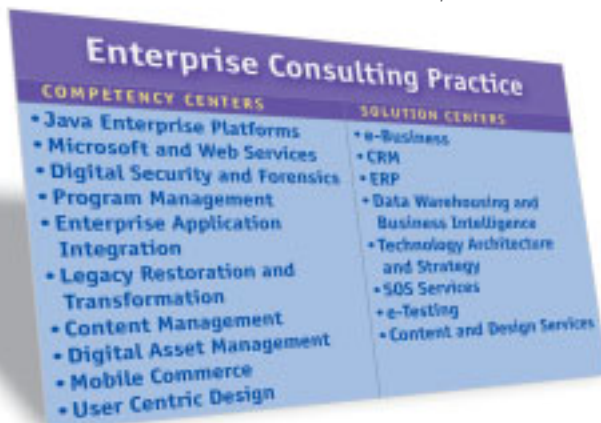 Enterprise Consulting Practice
COMPETENCY CENTERS
• Java Enterprise Platforms
• Microsoft and Web Services
• Digital Security and Forensics
• Program Management
• Enterprise Application
Integration
• Legacy Restoration and
Transformation
• Content Management
• Digital Asset Management
• Mobile Commerce
• User Centric Design
SOLUTION CENTERS
• e-Business
• CRM
• ERP
• Data Warehousing and
Business Intelligence
• Technology Architecture
and Strategy
• SOS Services
• e-Testing
• Content and Design Services